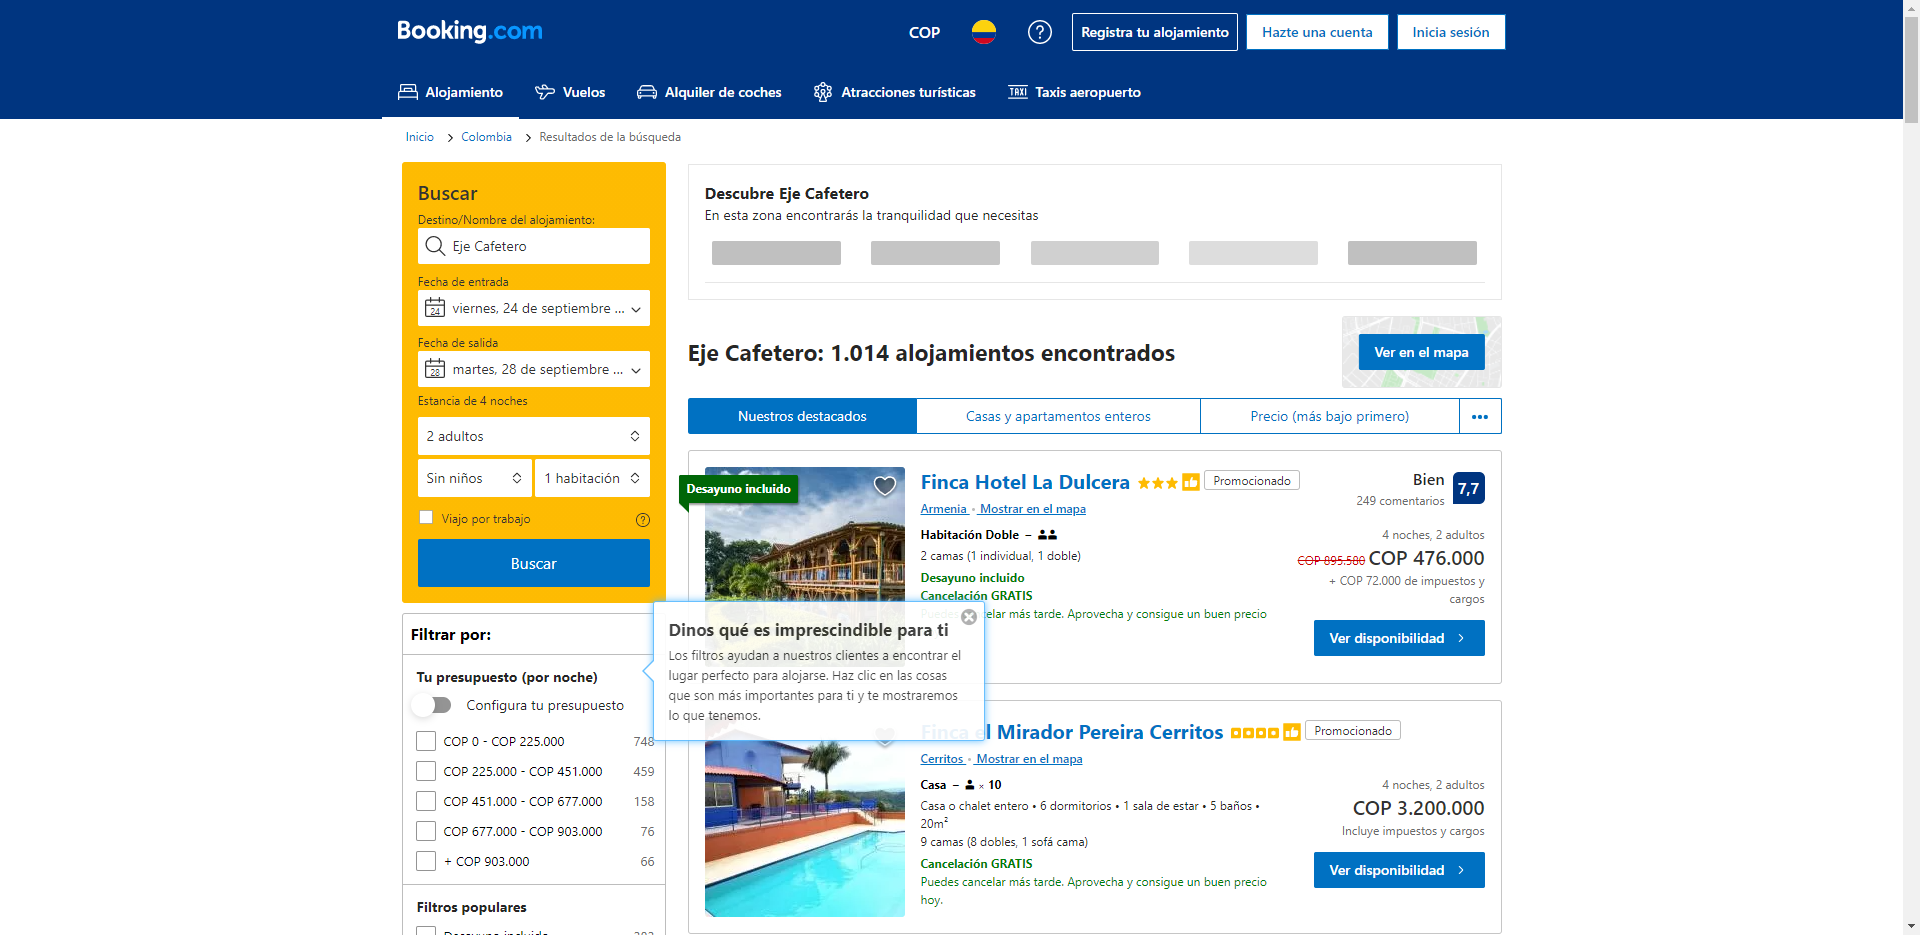 Booking.com
COP
Registra tu alojamiento
Hazte una cuenta
Inicia sesión
Alojamiento
Vuelos
Alquiler de coches
Atracciones turísticas
TAXI Taxis aeropuerto
Inicio
Colombia
Resultados de la búsqueda
Buscar
Destino/Nombre del alojamiento:
Eje Cafetero
Fecha de entrada
24 viernes, 24 de septiembre ...
Fecha de salida
28 martes, 28 de septiembre ...
Estancia de 4 noches
2 adultos
Sin niños
1 habitación
Viajo por trabajo
Buscar
Filtrar por:
Tu presupuesto (por noche)
Configura tu presupuesto
COP 0 - COP 225.000 748
COP 225.000 - COP 451.000 459
COP 451.000 - COP 677.000 158
COP 677.000 - COP 903.000 76
+ COP 903.000 66
Filtros populares
Descubre Eje Cafetero
En esta zona encontrarás la tranquilidad que necesitas
Eje Cafetero: 1.014 alojamientos encontrados
Ver en el mapa
Nuestros destacados
Casas y apartamentos enteros
Precio (más bajo primero)
Desayuno incluido
Finca Hotel La Dulcera
Promocionado
Armenia • Mostrar en el mapa
Habitación Doble –
2 camas (1 individual, 1 doble)
Desayuno incluido
Cancelación GRATIS
elar más tarde. Aprovecha y consigue un buen precio
Bien
7,7
249 comentarios
4 noches, 2 adultos
COP 895.580 COP 476.000
+ COP 72.000 de impuestos y
cargos
Ver disponibilidad
Dinos qué es imprescindible para ti
Los filtros ayudan a nuestros clientes a encontrar el
lugar perfecto para alojarse. Haz clic en las cosas
que son más importantes para ti y te mostraremos
lo que tenemos.
Finca el Mirador Pereira Cerritos
Promocionado
Cerritos • Mostrar en el mapa
Casa – × 10
Casa o chalet entero • 6 dormitorios • 1 sala de estar • 5 baños •
20m²
9 camas (8 dobles, 1 sofá cama)
Cancelación GRATIS
Puedes cancelar más tarde. Aprovecha y consigue un buen precio
hoy.
4 noches, 2 adultos
COP 3.200.000
Incluye impuestos y cargos
Ver disponibilidad